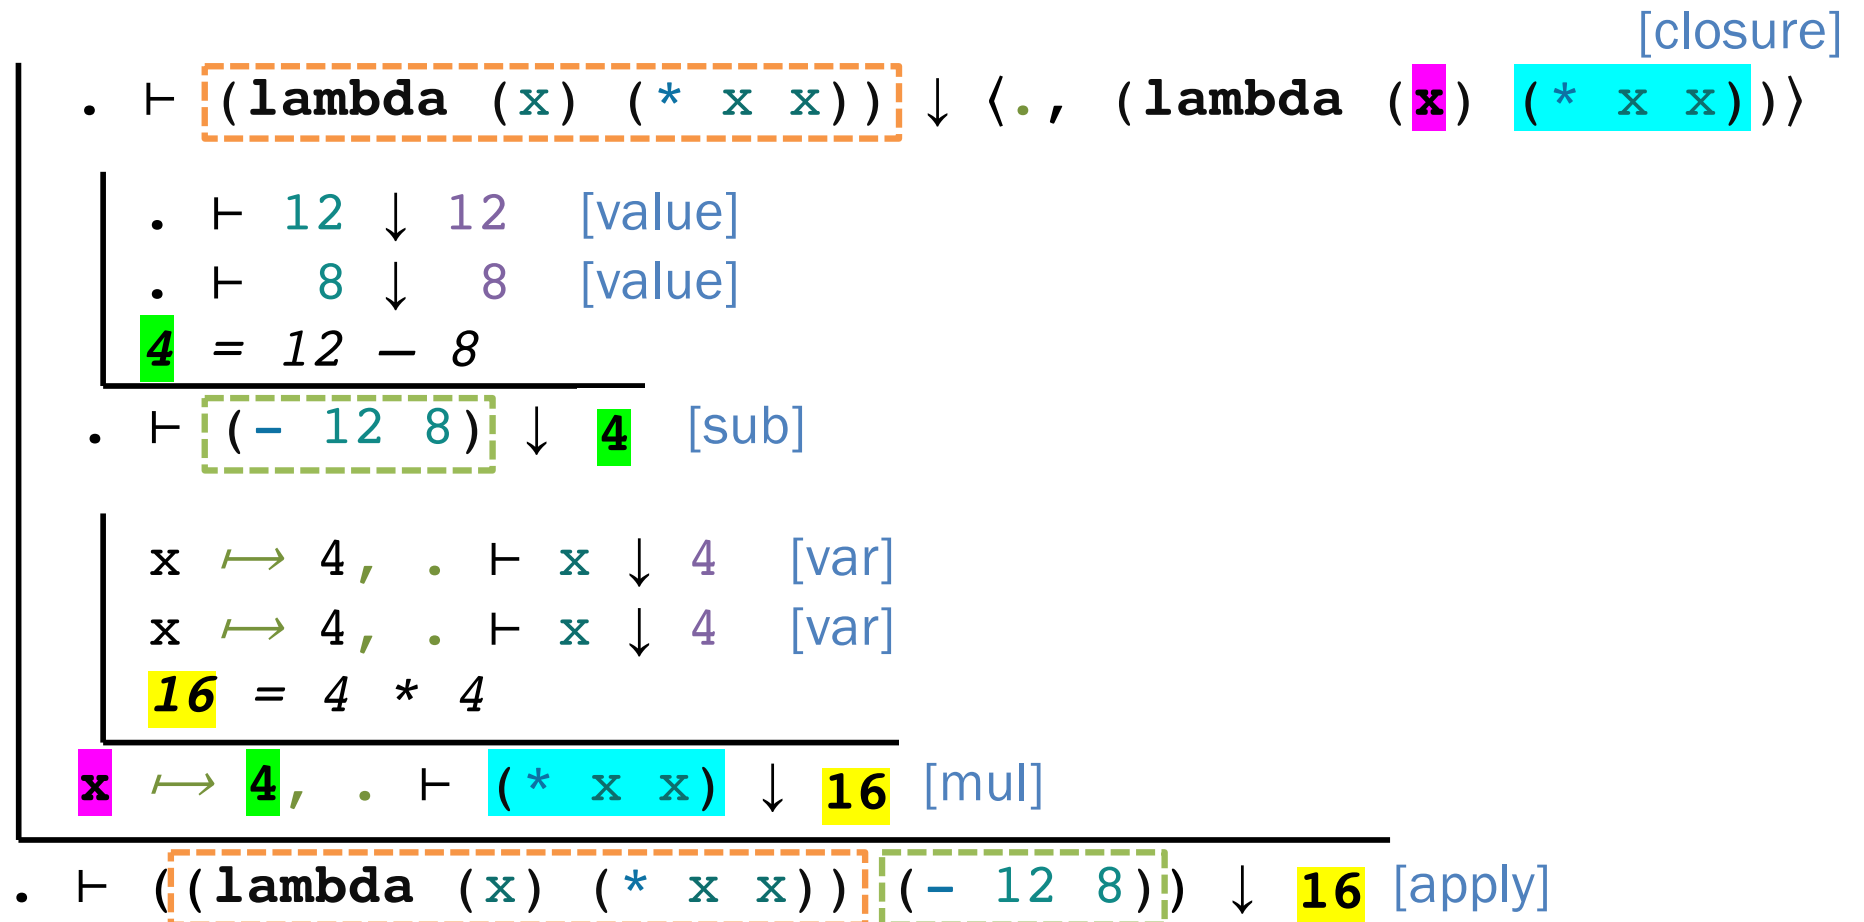 [closure]
. ⊢ (lambda (x) (* x x)) ↓ ⟨., (lambda (x) (* x x))⟩
. ⊢ 12 ↓ 12 [value]
. ⊢ 8 ↓ 8 [value]
4 = 12 – 8
. ⊢ (- 12 8) ↓ 4 [sub]
x ⟼ 4, . ⊢ x ↓ 4 [var]
x ⟼ 4, . ⊢ x ↓ 4 [var]
16 = 4 * 4
x ⟼ 4, . ⊢ (* x x) ↓ 16 [mul]
. ⊢ ((lambda (x) (* x x)) (- 12 8)) ↓ 16 [apply]